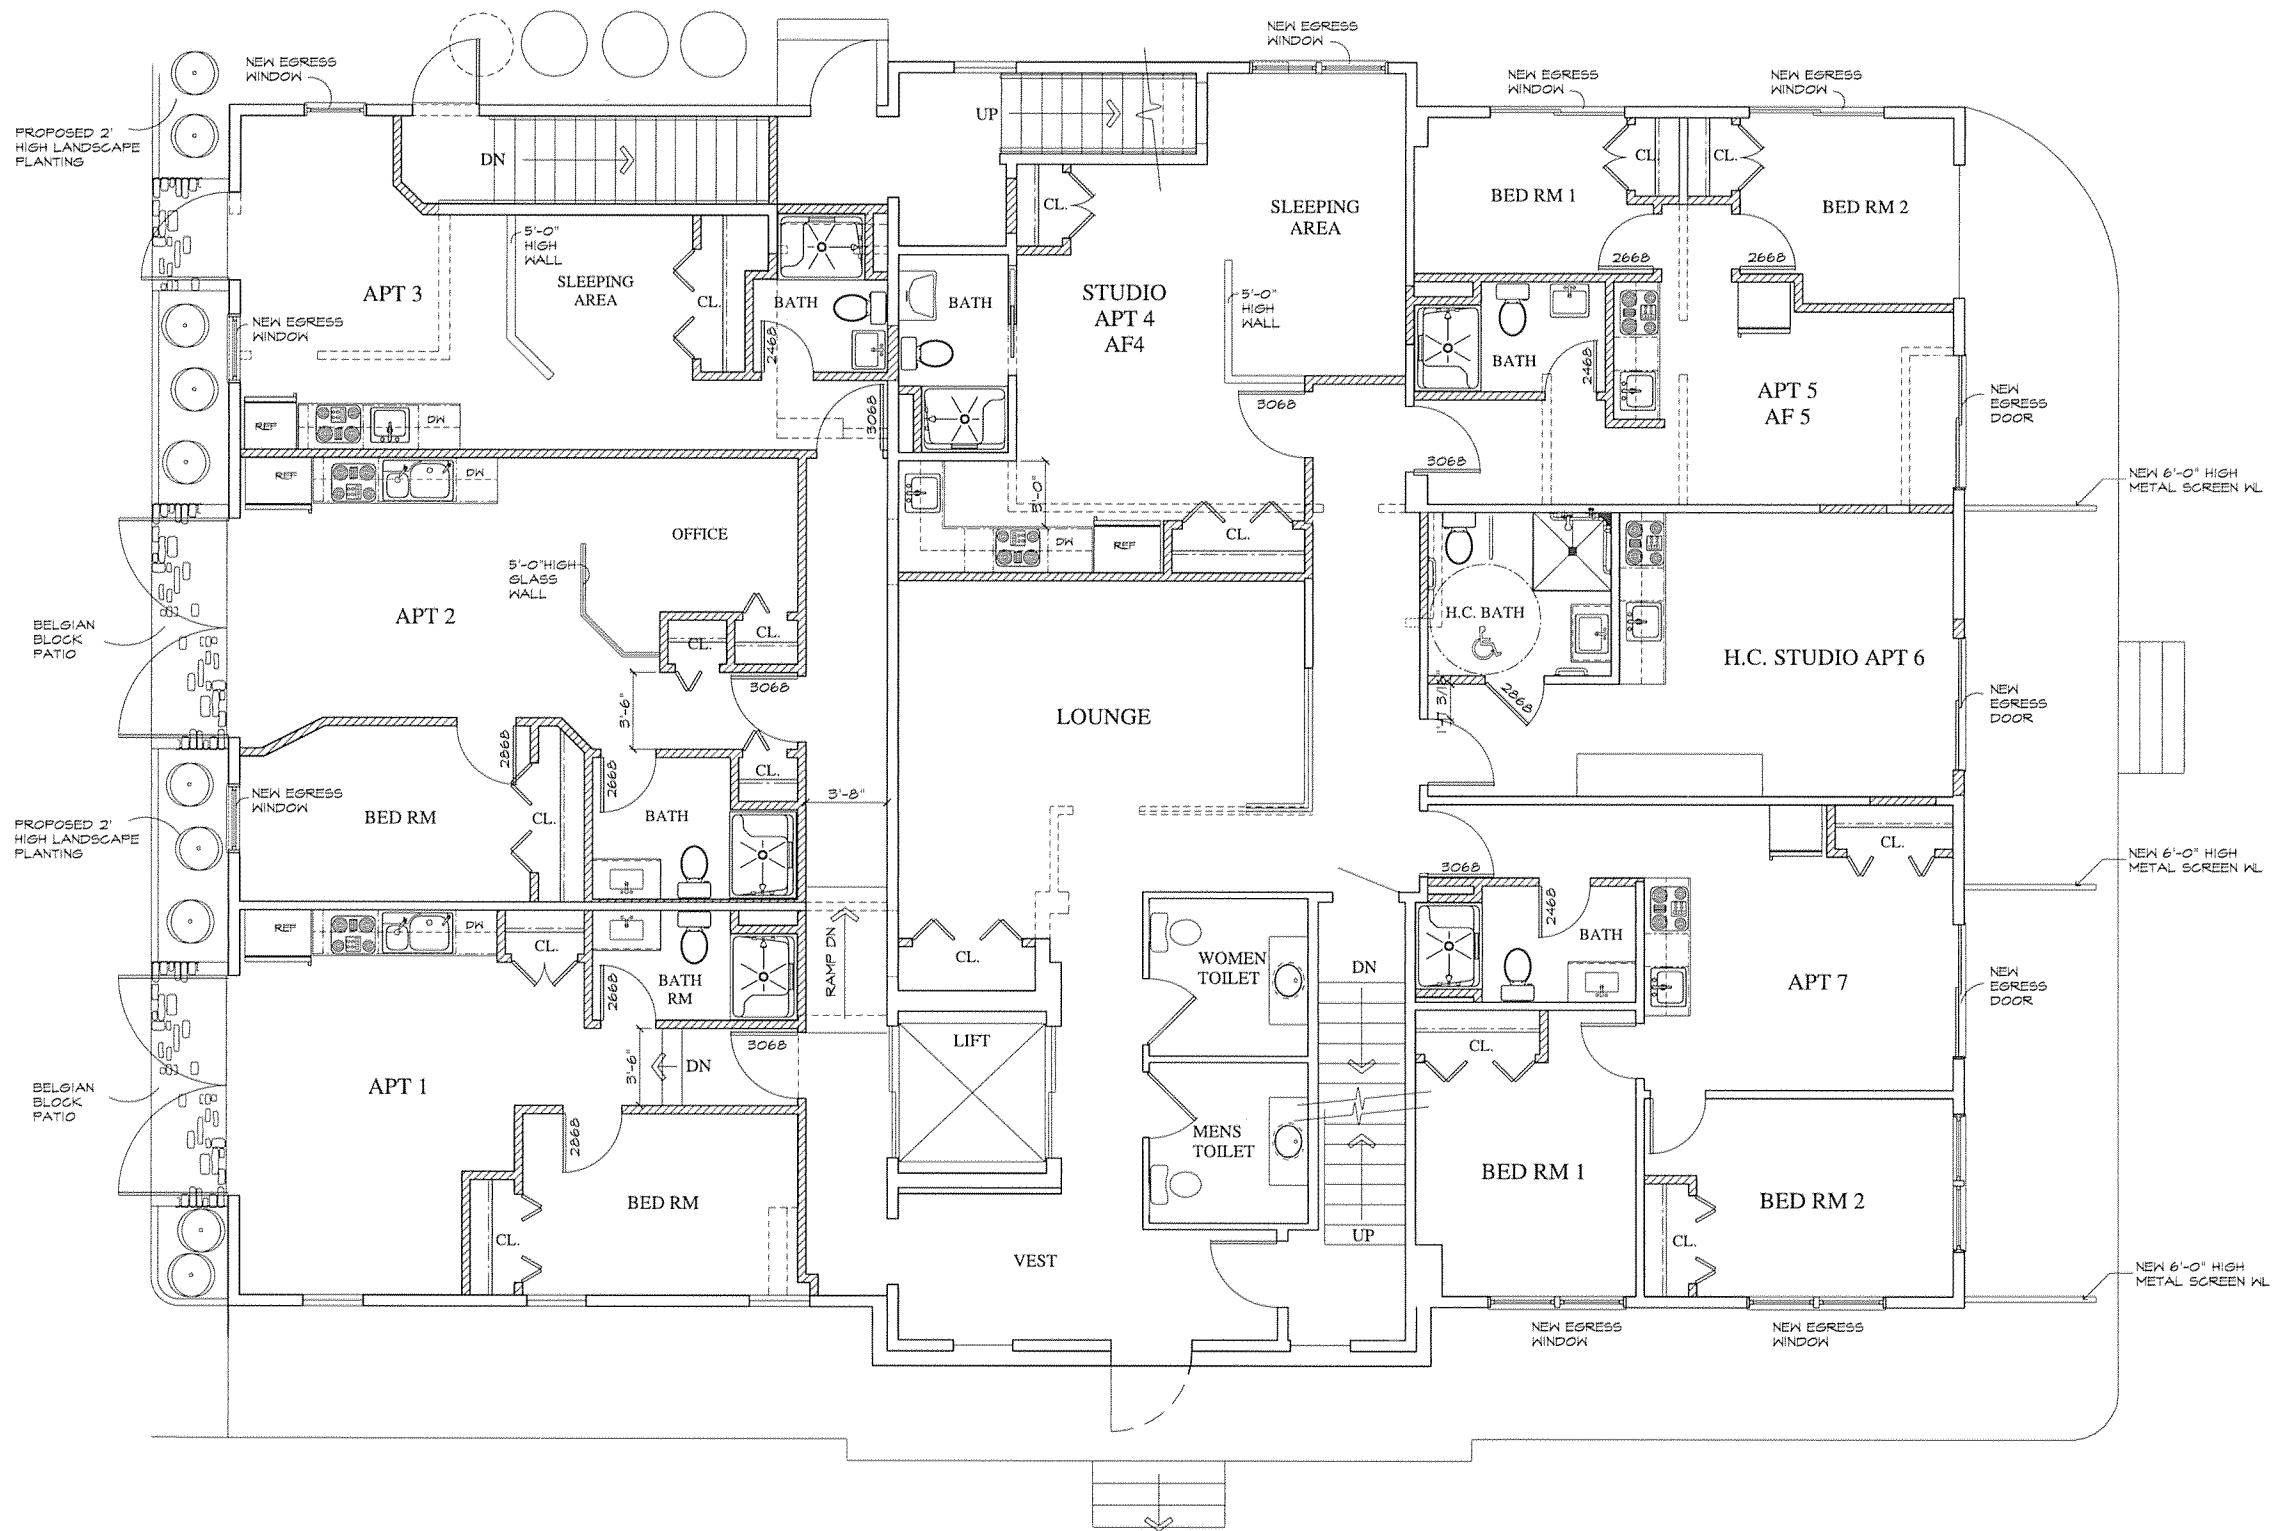 NEW EGRESS
WINDOW
PROPOSED 2'
HIGH LANDSCAPE
PLANTING
DN
5'-0"
HIGH
WALL
SLEEPING
AREA
APT 3
CL.
BATH
2468
NEW EGRESS
WINDOW
REF
DW
3068
UP
NEW EGRESS
WINDOW
CL.
SLEEPING
AREA
BATH
STUDIO
APT 4
AF4
5'-0"
HIGH
WALL
3068
3'-0"
DW
REF
CL.
NEW EGRESS
WINDOW
NEW EGRESS
WINDOW
BED RM 1
CL.
CL.
BED RM 2
2668
2668
BATH
2468
APT 5
AF 5
NEW
EGRESS
DOOR
3068
NEW 6'-0" HIGH
METAL SCREEN WL
REF
DW
OFFICE
5'-0"HIGH
GLASS
WALL
APT 2
CL.
CL.
BELGIAN
BLOCK
PATIO
3068
3'-6"
2868
2668
CL.
NEW EGRESS
WINDOW
BED RM
CL.
BATH
3'-8"
PROPOSED 2'
HIGH LANDSCAPE
PLANTING
LOUNGE
H.C. BATH
2868
H.C. STUDIO APT 6
NEW
EGRESS
DOOR
NEW 6'-0" HIGH
METAL SCREEN WL
REF
DW
CL.
BATH
RM
2668
RAMP DN
CL.
3068
3'-6"
DN
APT 1
BELGIAN
BLOCK
PATIO
2868
BED RM
CL.
LIFT
WOMEN
TOILET
MENS
TOILET
DN
UP
VEST
3068
2468
BATH
CL.
APT 7
NEW
EGRESS
DOOR
CL.
BED RM 1
BED RM 2
CL.
NEW 6'-0" HIGH
METAL SCREEN WL
NEW EGRESS
WINDOW
NEW EGRESS
WINDOW